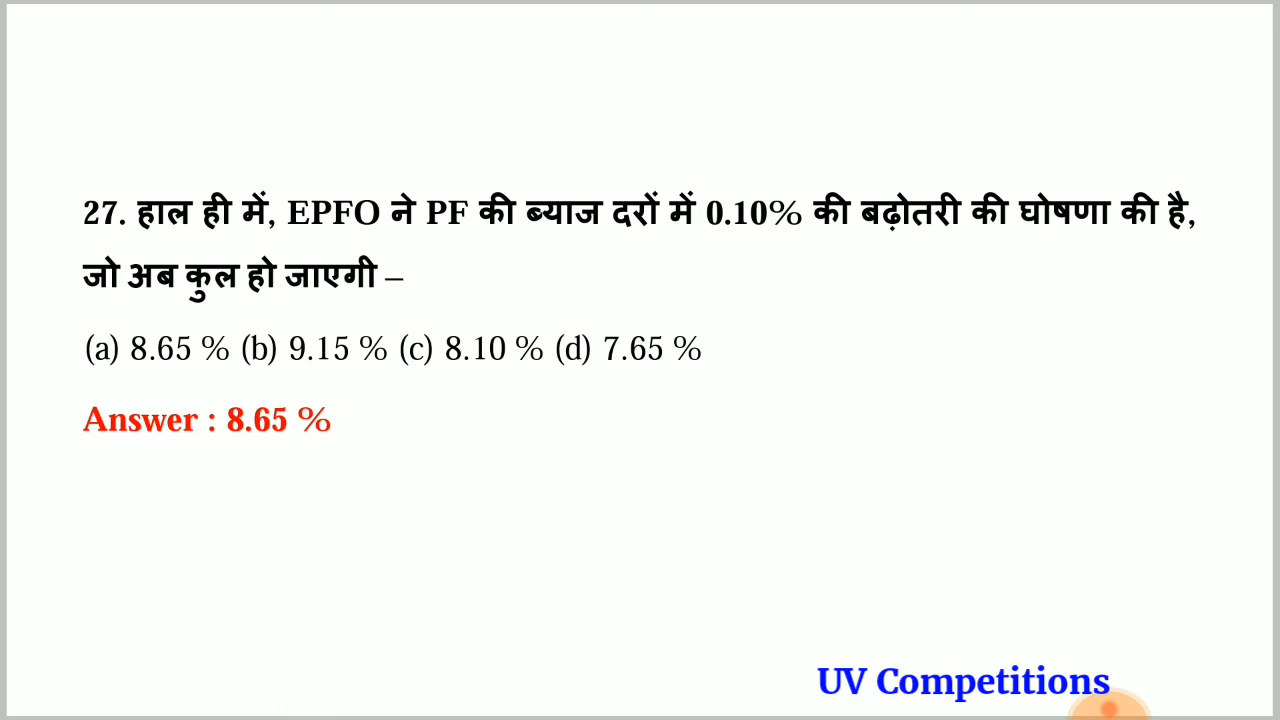 27. हाल ही में, EPFO ने PF की ब्याज दरों में 0.10% की बढ़ोतरी की घोषणा की है,
जो अब कुल हो जाएगी –
(a) 8.65 % (b) 9.15 % (c) 8.10 % (d) 7.65 %
Answer : 8.65 %
UV Competitions